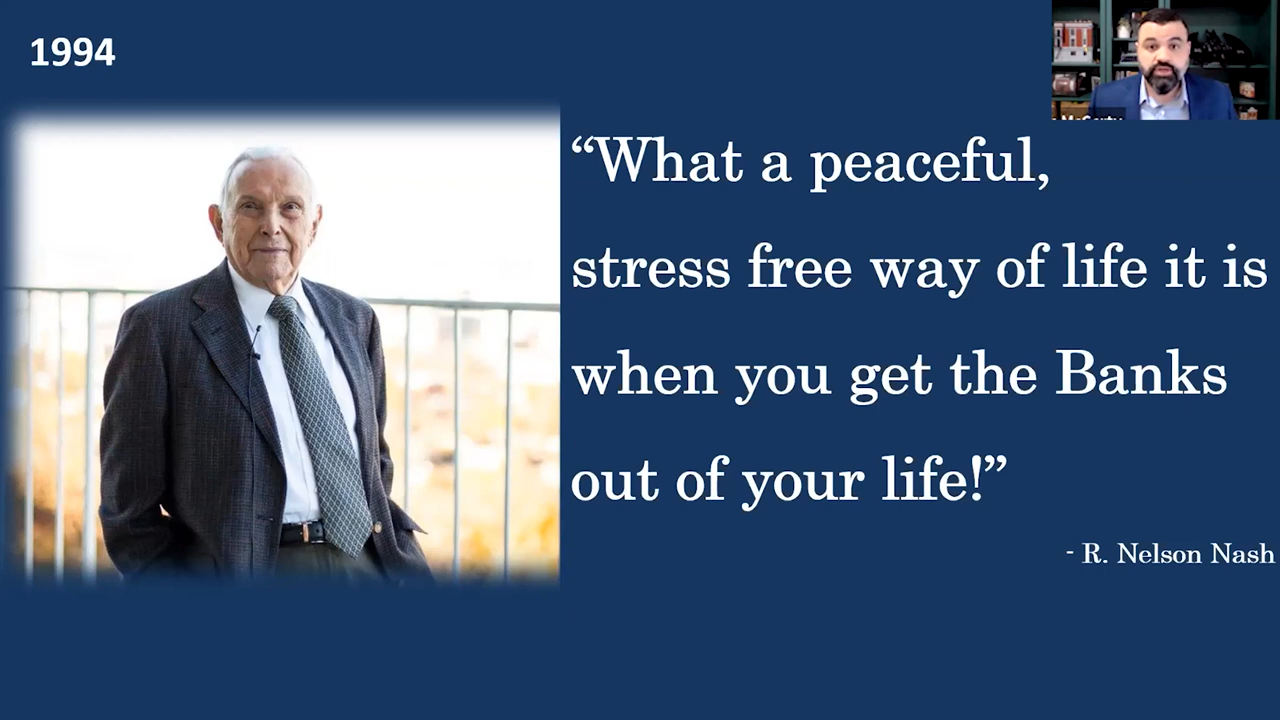 1994
“What a peaceful,
stress free way of life it is
when you get the Banks
out of your life!”
- R. Nelson Nash